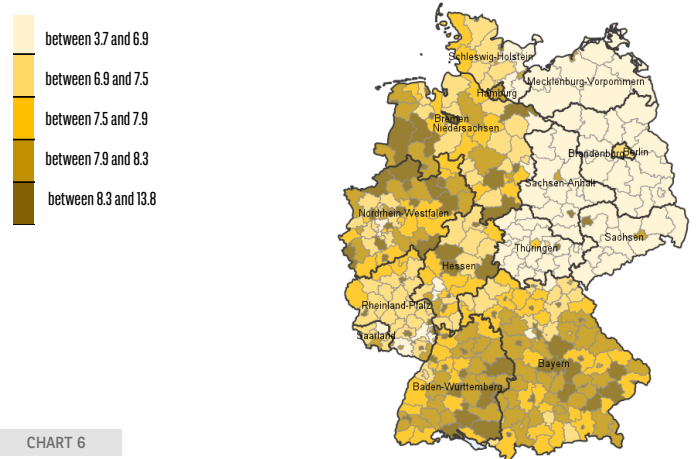 between 3.7 and 6.9
between 6.9 and 7.5
between 7.5 and 7.9
between 7.9 and 8.3
between 8.3 and 13.8
Schleswig-Holstein
Mecklenburg-Vorpommern
Hamburg
Bremen
Niedersachsen
Brandenburg
Berlin
Sachsen-Anhalt
Nordrhein-Westfalen
Sachsen
Thüringen
Hessen
Rheinland-Pfalz
Saarland
Bayern
Baden-Württemberg
CHART 6